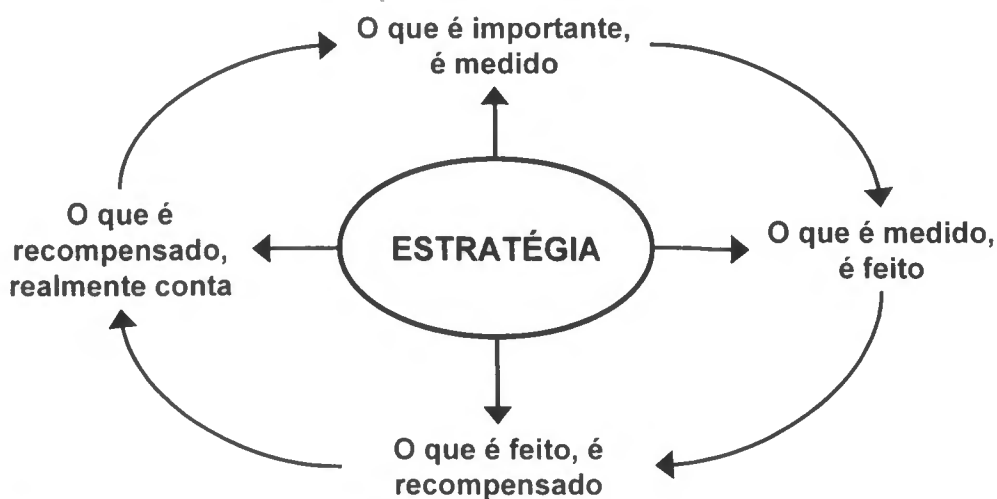 O que é importante,
é medido
O que é
recompensado,
realmente conta
ESTRATÉGIA
O que é medido,
é feito
O que é feito, é
recompensado